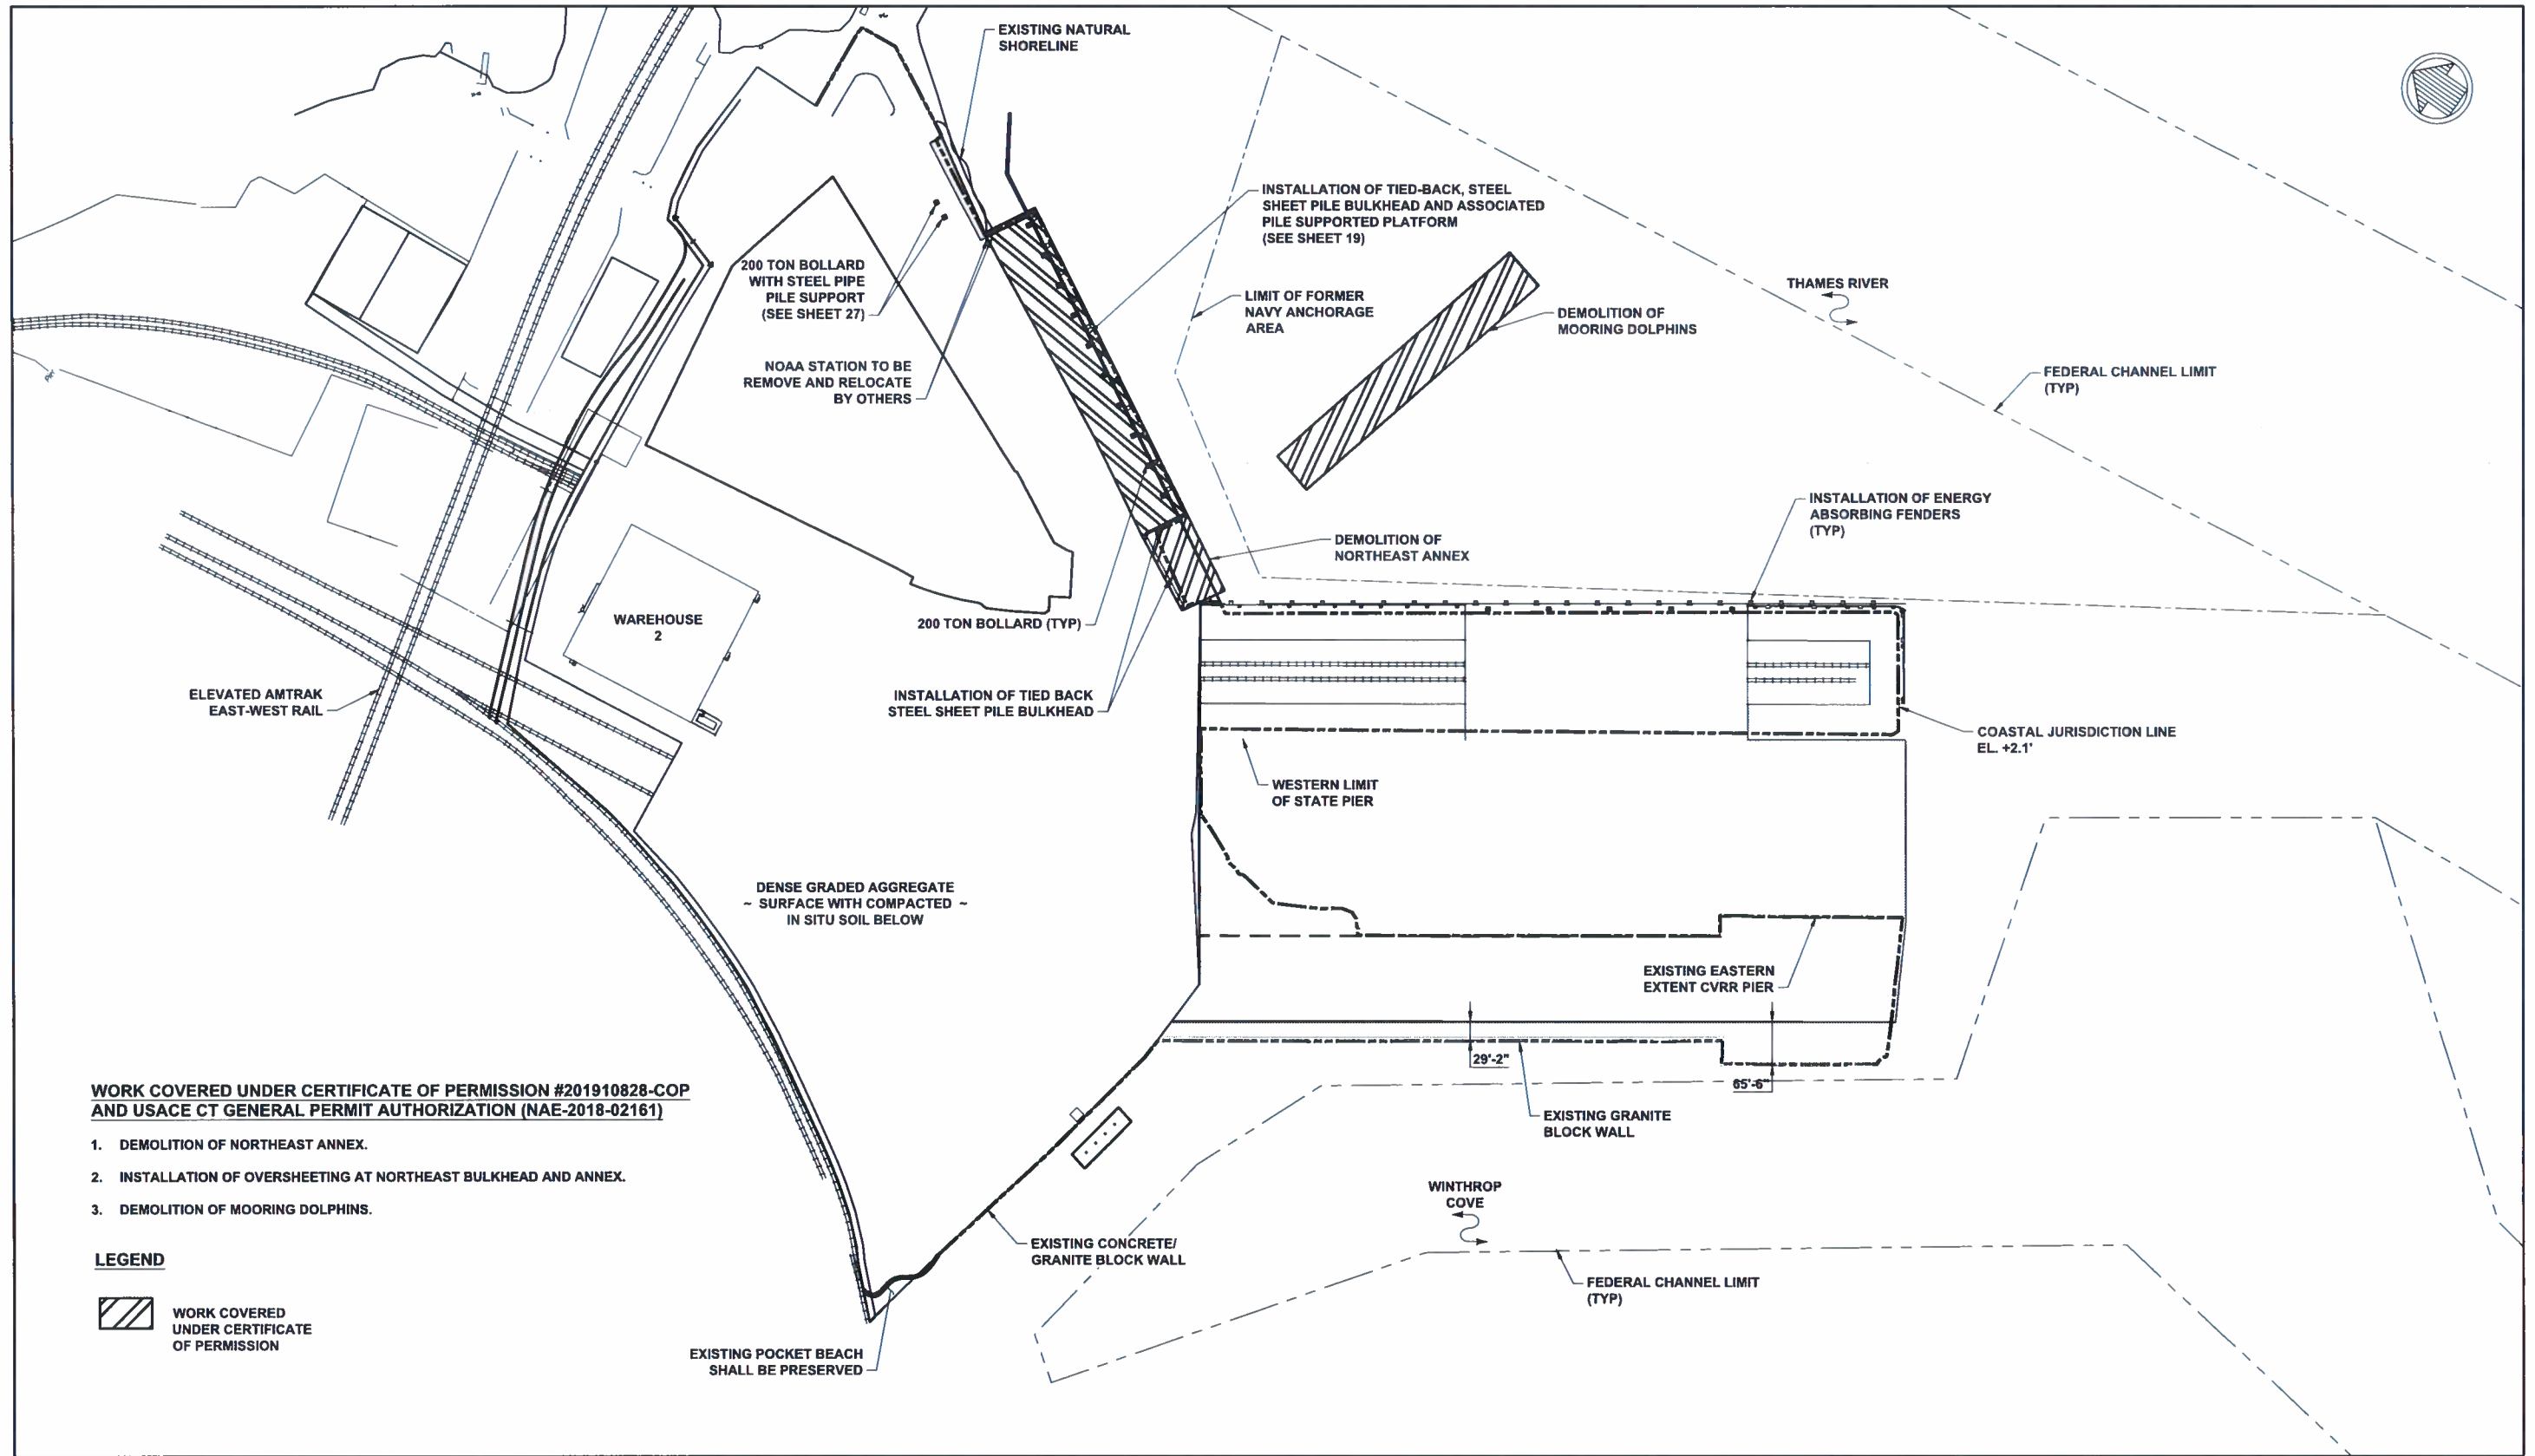 EXISTING NATURAL
SHORELINE
INSTALLATION OF TIED-BACK, STEEL
SHEET PILE BULKHEAD AND ASSOCIATED
PILE SUPPORTED PLATFORM
(SEE SHEET 19)
200 TON BOLLARD
WITH STEEL PIPE
PILE SUPPORT
(SEE SHEET 27)
LIMIT OF FORMER
NAVY ANCHORAGE
AREA
DEMOLITION OF
MOORING DOLPHINS
THAMES RIVER
FEDERAL CHANNEL LIMIT
(TYP)
NOAA STATION TO BE
REMOVE AND RELOCATE
BY OTHERS
INSTALLATION OF ENERGY
ABSORBING FENDERS
(TYP)
DEMOLITION OF
NORTHEAST ANNEX
WAREHOUSE
2
200 TON BOLLARD (TYP)
ELEVATED AMTRAK
EAST-WEST RAIL
INSTALLATION OF TIED BACK
STEEL SHEET PILE BULKHEAD
COASTAL JURISDICTION LINE
EL. +2.1'
WESTERN LIMIT
OF STATE PIER
DENSE GRADED AGGREGATE
~ SURFACE WITH COMPACTED ~
IN SITU SOIL BELOW
EXISTING EASTERN
EXTENT CVRR PIER
29'-2"
65'-6"
WORK COVERED UNDER CERTIFICATE OF PERMISSION #201910828-COP
AND USACE CT GENERAL PERMIT AUTHORIZATION (NAE-2018-02161)
1. DEMOLITION OF NORTHEAST ANNEX.
2. INSTALLATION OF OVERSHEETING AT NORTHEAST BULKHEAD AND ANNEX.
3. DEMOLITION OF MOORING DOLPHINS.
EXISTING GRANITE
BLOCK WALL
WINTHROP
COVE
EXISTING CONCRETE/
GRANITE BLOCK WALL
FEDERAL CHANNEL LIMIT
(TYP)
LEGEND
WORK COVERED
UNDER CERTIFICATE
OF PERMISSION
EXISTING POCKET BEACH
SHALL BE PRESERVED